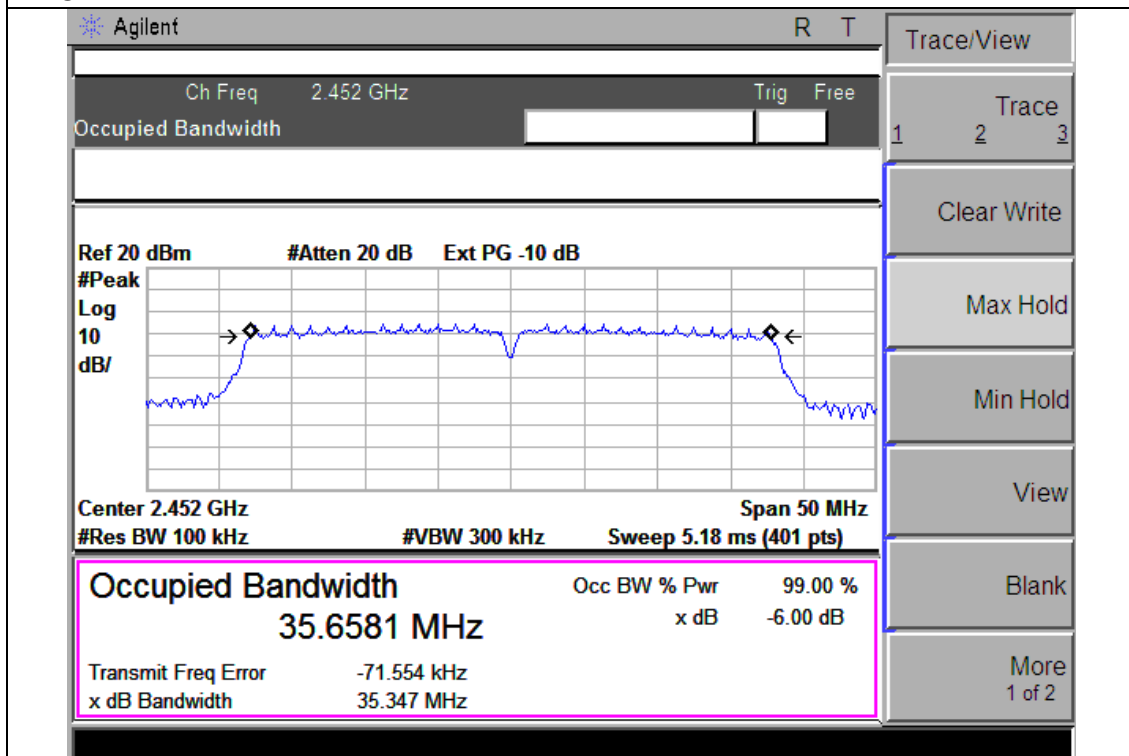 Agilent R T
Ch Freq 2.452 GHz Trig Free
Occupied Bandwidth
Ref 20 dBm #Atten 20 dB Ext PG -10 dB
#Peak
Log
10
dB/
Center 2.452 GHz Span 50 MHz
#Res BW 100 kHz #VBW 300 kHz Sweep 5.18 ms (401 pts)
Occupied Bandwidth Occ BW % Pwr 99.00 %
35.6581 MHz x dB -6.00 dB
Transmit Freq Error -71.554 kHz
x dB Bandwidth 35.347 MHz
Trace/View
Trace
1 2 3
Clear Write
Max Hold
Min Hold
View
Blank
More
1 of 2